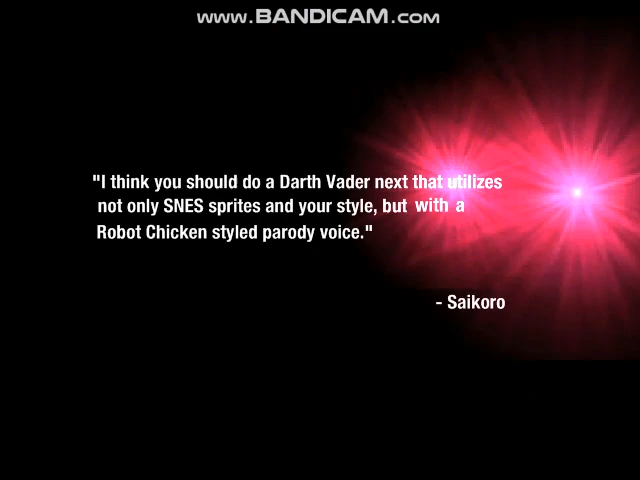 www.BANDICAM.com
"I think you should do a Darth Vader next that utilizes
not only SNES sprites and your style, but with a
Robot Chicken styled parody voice."
- Saikoro